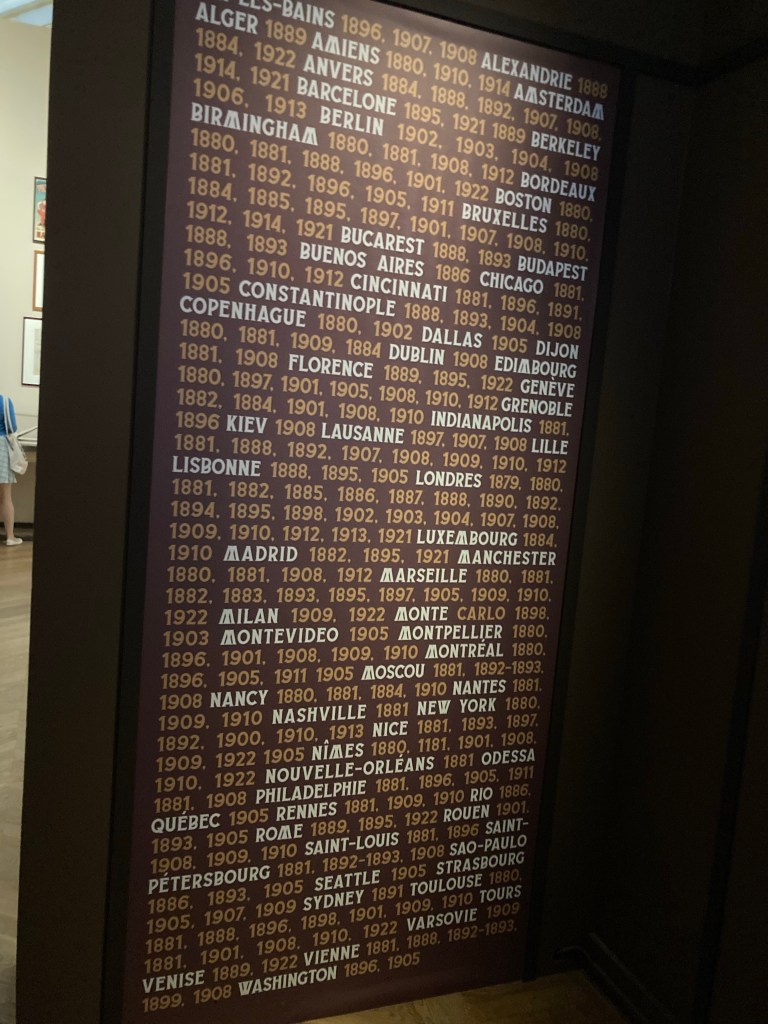 -LES-BAINS 1896, 1907, 1908 ALEXANDRIE 1888
ALGER 1889 AMIENS 1880, 1910, 1914 AMSTERDAM
1884, 1922 ANVERS 1884, 1888, 1892, 1907, 1908,
1914, 1921 BARCELONE 1895, 1921 1889 BERKELEY
1906, 1913 BERLIN 1902, 1903, 1904, 1908
BIRMINGHAM 1880, 1881, 1908, 1912 BORDEAUX
1880, 1881, 1888, 1896, 1901, 1922 BOSTON 1880,
1881, 1892, 1896, 1905, 1911 BRUXELLES 1880,
1884, 1885, 1895, 1897, 1901, 1907, 1908, 1910,
1912, 1914, 1921 BUCAREST 1888, 1893 BUDAPEST
1888, 1893 BUENOS AIRES 1886 CHICAGO 1881,
1896, 1910, 1912 CINCINNATI 1881, 1896, 1891,
1905 CONSTANTINOPLE 1888, 1893, 1904, 1908
COPENHAGUE 1880, 1902 DALLAS 1905 DIJON
1880, 1881, 1909, 1884 DUBLIN 1908 EDIMBOURG
1881, 1908 FLORENCE 1889, 1895, 1922 GENÈVE
1880, 1897, 1901, 1905, 1908, 1910, 1912 GRENOBLE
1882, 1884, 1901, 1908, 1910 INDIANAPOLIS 1881,
1896 KIEV 1908 LAUSANNE 1897, 1907, 1908 LILLE
1881, 1888, 1892, 1907, 1908, 1909, 1910, 1912
LISBONNE 1888, 1895, 1905 LONDRES 1879, 1880,
1881, 1882, 1885, 1886, 1887, 1888, 1890, 1892,
1894, 1895, 1898, 1902, 1903, 1904, 1907, 1908,
1909, 1910, 1912, 1913, 1921 LUXEMBOURG 1884,
1910 MADRID 1882, 1895, 1921 MANCHESTER
1880, 1881, 1908, 1912 MARSEILLE 1880, 1881,
1882, 1883, 1893, 1895, 1897, 1905, 1909, 1910,
1922 MILAN 1909, 1922 MONTE CARLO 1898,
1903 MONTEVIDEO 1905 MONTPELLIER 1880,
1896, 1901, 1908, 1909, 1910 MONTRÉAL 1880,
1896, 1905, 1911 1905 MOSCOU 1881, 1892-1893,
1908 NANCY 1880, 1881, 1884, 1910 NANTES 1881,
1909, 1910 NASHVILLE 1881 NEW YORK 1880,
1892, 1900, 1910, 1913 NICE 1881, 1893, 1897,
1909, 1922 1905 NÎMES 1880, 1181, 1901, 1908,
1910, 1922 NOUVELLE-ORLÉANS 1881 ODESSA
1881, 1908 PHILADELPHIE 1881, 1896, 1905, 1911
QUÉBEC 1905 RENNES 1881, 1909, 1910 RIO 1886,
1893, 1905 ROME 1889, 1895, 1922 ROUEN 1901,
1908, 1909, 1910 SAINT-LOUIS 1881, 1896 SAINT-
PÉTERSBOURG 1881, 1892-1893, 1908 SAO-PAULO
1886, 1893, 1905 SEATTLE 1905 STRASBOURG
1905, 1907, 1909 SYDNEY 1891 TOULOUSE 1880,
1881, 1888, 1896, 1898, 1901, 1909, 1910 TOURS
1881, 1901, 1908, 1910, 1922 VARSOVIE 1909
VENISE 1889, 1922 VIENNE 1881, 1888, 1892-1893,
1899, 1908 WASHINGTON 1896, 1905